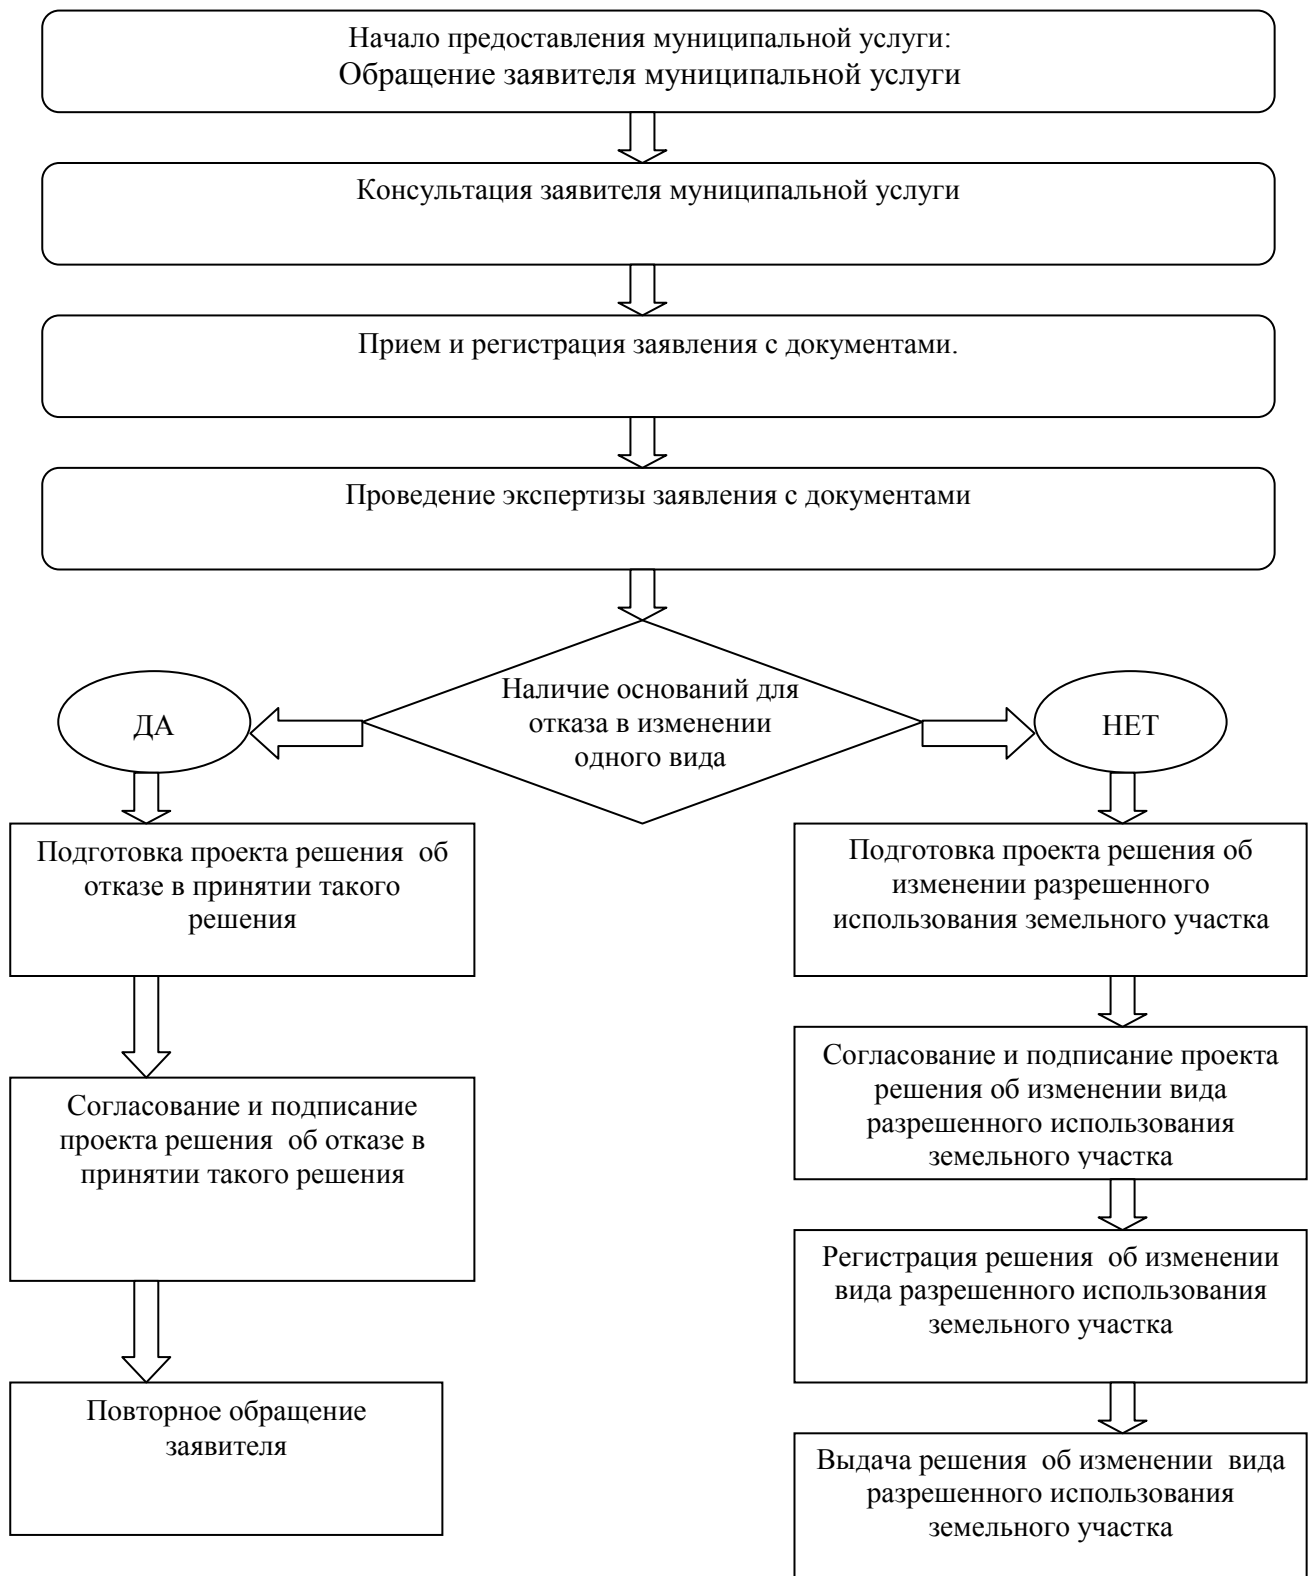 Начало предоставления муниципальной услуги:
Обращение заявителя муниципальной услуги
Консультация заявителя муниципальной услуги
Прием и регистрация заявления с документами.
Проведение экспертизы заявления с документами
Наличие оснований для
отказа в изменении
одного вида
ДА
НЕТ
Подготовка проекта решения  об
отказе в принятии такого
решения
Согласование и подписание
проекта решения  об отказе в
принятии такого решения
Повторное обращение
заявителя
Подготовка проекта решения об
изменении разрешенного
использования земельного участка
Согласование и подписание проекта
решения об изменении вида
разрешенного использования
земельного участка
Регистрация решения  об изменении
вида разрешенного использования
земельного участка
Выдача решения  об изменении  вида
разрешенного использования
земельного участка